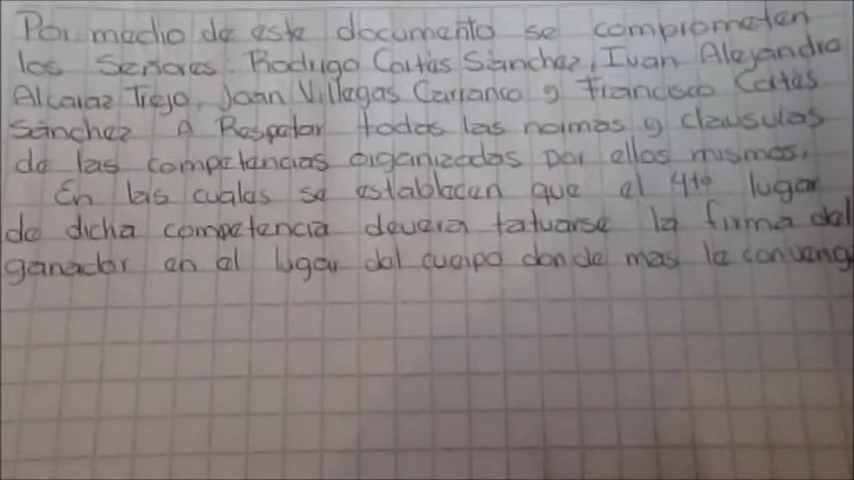 Por medio de este documento se comprometen
los Señores: Rodrigo Cortés Sánchez, Ivan Alejandro
Alcaraz Trejo, Joan Villegas Carranco y Francisco Cortés
Sánchez A Respetar todas las normas y clausulas
de las competencias organizadas por ellos mismos.
En las cuales se establecen que el 4to lugar
de dicha competencia devera tatuarse la firma del
ganador en el lugar del cuerpo donde mas le conveng